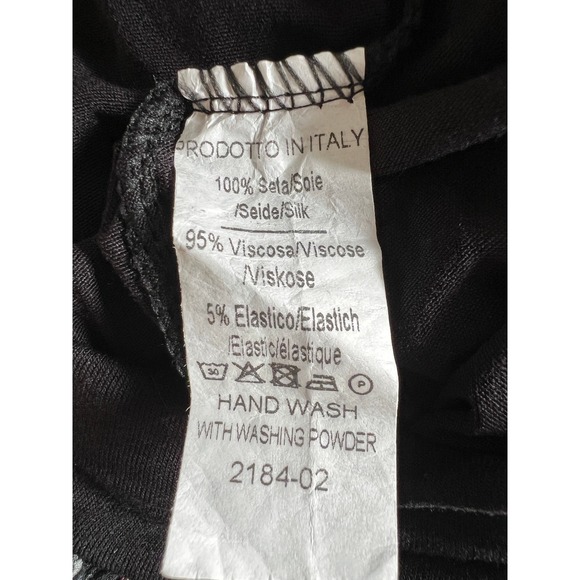 PRODOTTO IN ITALY
100% Seta/Soie
/Seide/Silk
95% Viscosa/Viscose
/Viskose
5% Elastico/Elastich
/Elastic/élastique
30 P
HAND WASH
WITH WASHING POWDER
2184-02